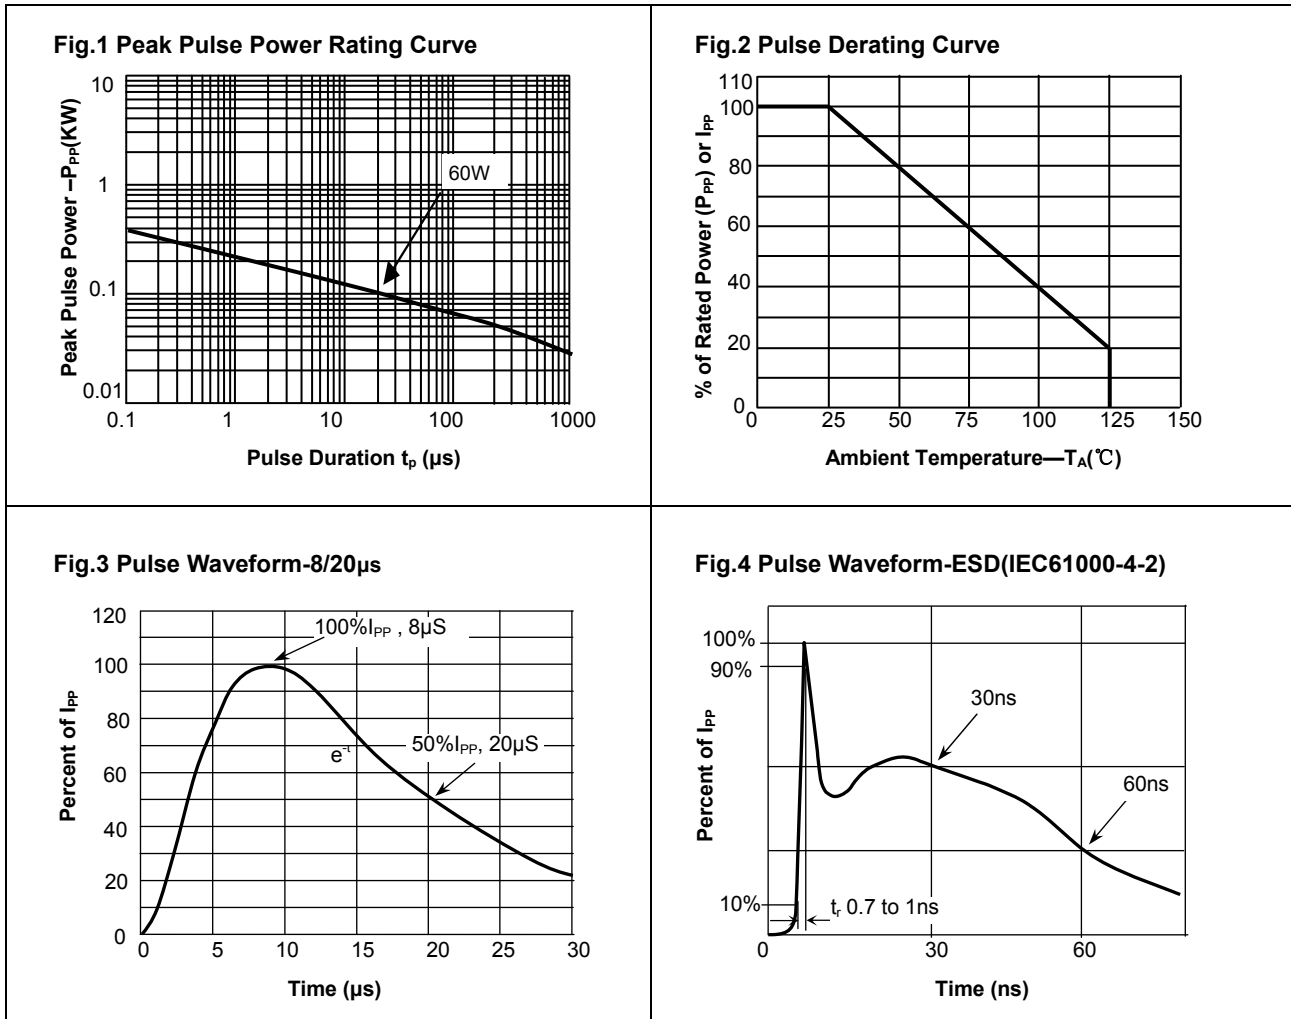 Fig.1 Peak Pulse Power Rating Curve
10
1
0.1
0.01
Peak Pulse Power –PPP(KW)
60W
0.1 1 10 100 1000
Pulse Duration tp (µs)
Fig.2 Pulse Derating Curve
110
100
80
60
40
20
0
% of Rated Power (PPP) or IPP
0 25 50 75 100 125 150
Ambient Temperature—TA(℃)
Fig.3 Pulse Waveform-8/20µs
120
100
80
60
40
20
0
Percent of IPP
100%IPP , 8µS
e-t
50%IPP, 20µS
0 5 10 15 20 25 30
Time (µs)
Fig.4 Pulse Waveform-ESD(IEC61000-4-2)
100%
90%
10%
Percent of IPP
30ns
60ns
tr 0.7 to 1ns
0 30 60
Time (ns)